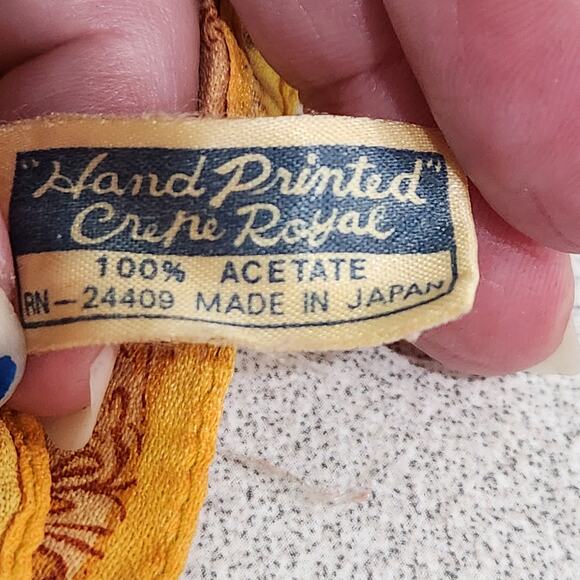 "Hand Printed"
Crepe Royal
100% ACETATE
RN-24409 MADE IN JAPAN